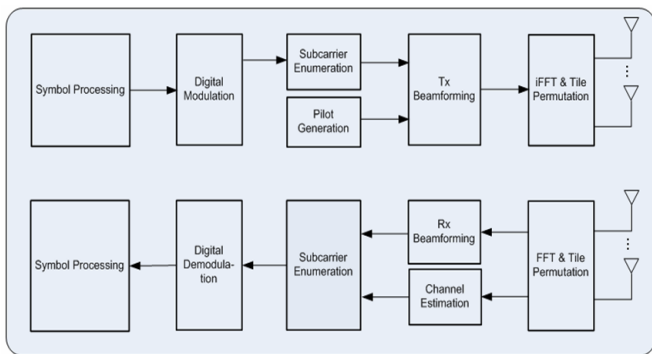 Symbol Processing
Digital
Modulation
Subcarrier
Enumeration
Pilot
Generation
Tx
Beamforming
iFFT & Tile
Permutation
Symbol Processing
Digital
Demodula-
tion
Subcarrier
Enumeration
Rx
Beamforming
Channel
Estimation
FFT & Tile
Permutation